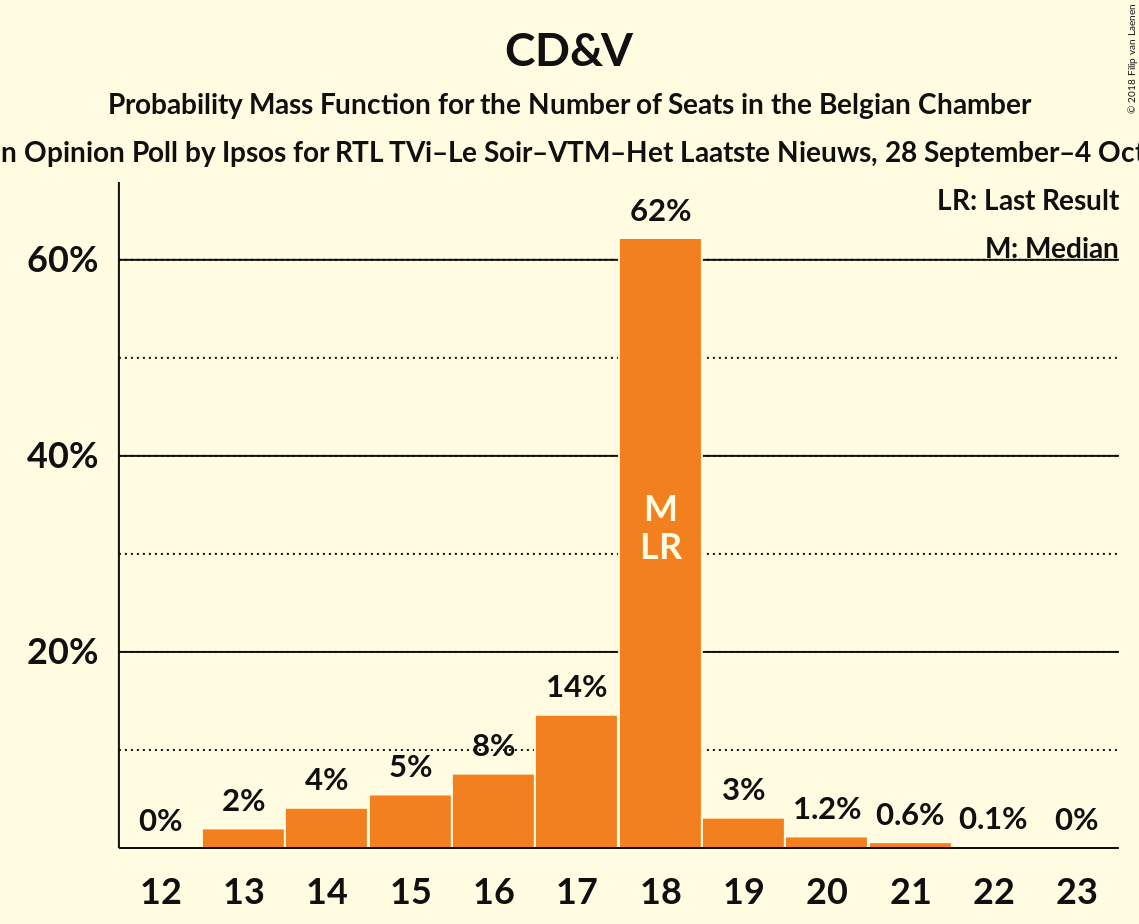 CD&V
Probability Mass Function for the Number of Seats in the Belgian Chamber
n Opinion Poll by Ipsos for RTL TVi–Le Soir–VTM–Het Laatste Nieuws, 28 September–4 Oct
© 2018 Filip van Laenen
LR: Last Result
M: Median
60%
40%
20%
0%
2%
4%
5%
8%
14%
62%
3%
1.2%
0.6%
0.1%
0%
M
LR
12 13 14 15 16 17 18 19 20 21 22 23